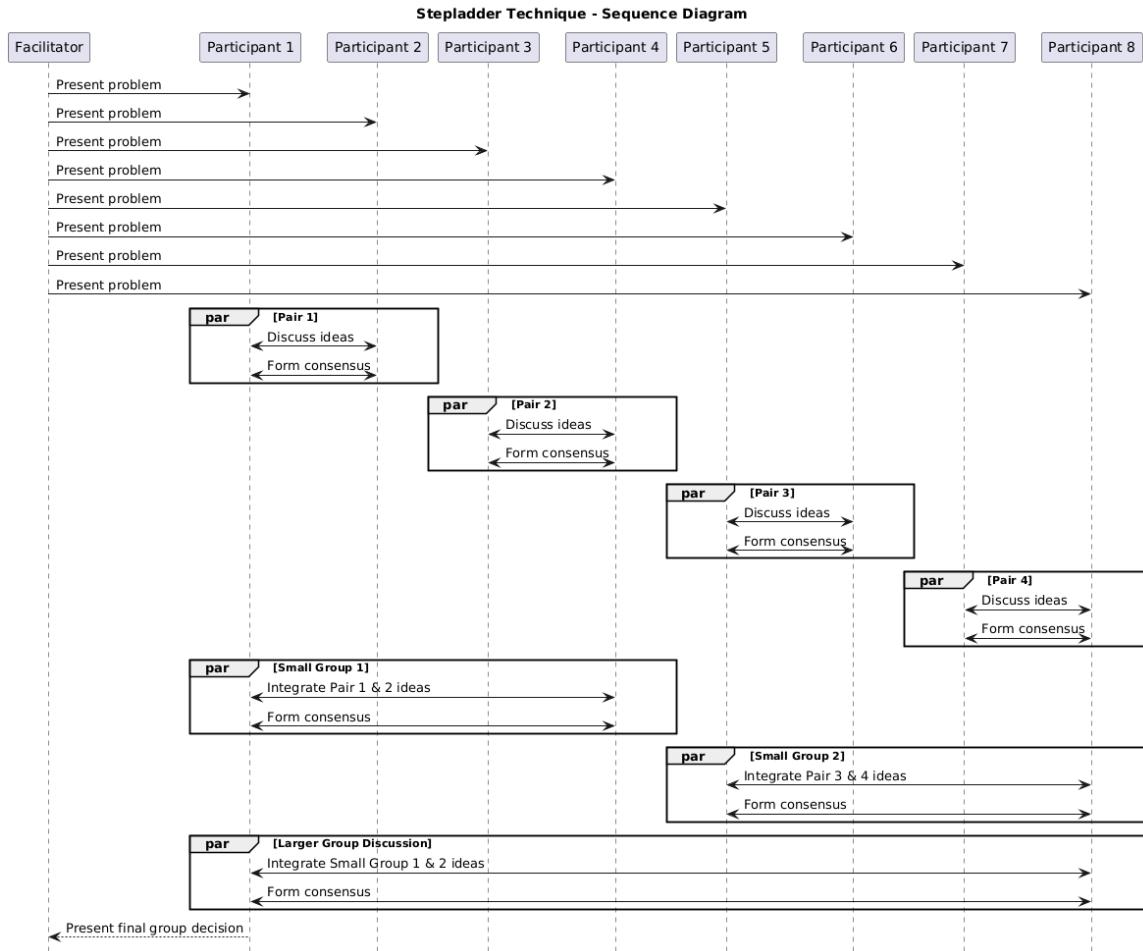 Stepladder Technique - Sequence Diagram
Facilitator Participant 1 Participant 2 Participant 3 Participant 4 Participant 5 Participant 6 Participant 7 Participant 8
Present problem
Present problem
Present problem
Present problem
Present problem
Present problem
Present problem
Present problem
par [Pair 1]
Discuss ideas
Form consensus
par [Pair 2]
Discuss ideas
Form consensus
par [Pair 3]
Discuss ideas
Form consensus
par [Pair 4]
Discuss ideas
Form consensus
par [Small Group 1]
Integrate Pair 1 & 2 ideas
Form consensus
par [Small Group 2]
Integrate Pair 3 & 4 ideas
Form consensus
par [Larger Group Discussion]
Integrate Small Group 1 & 2 ideas
Form consensus
Present final group decision